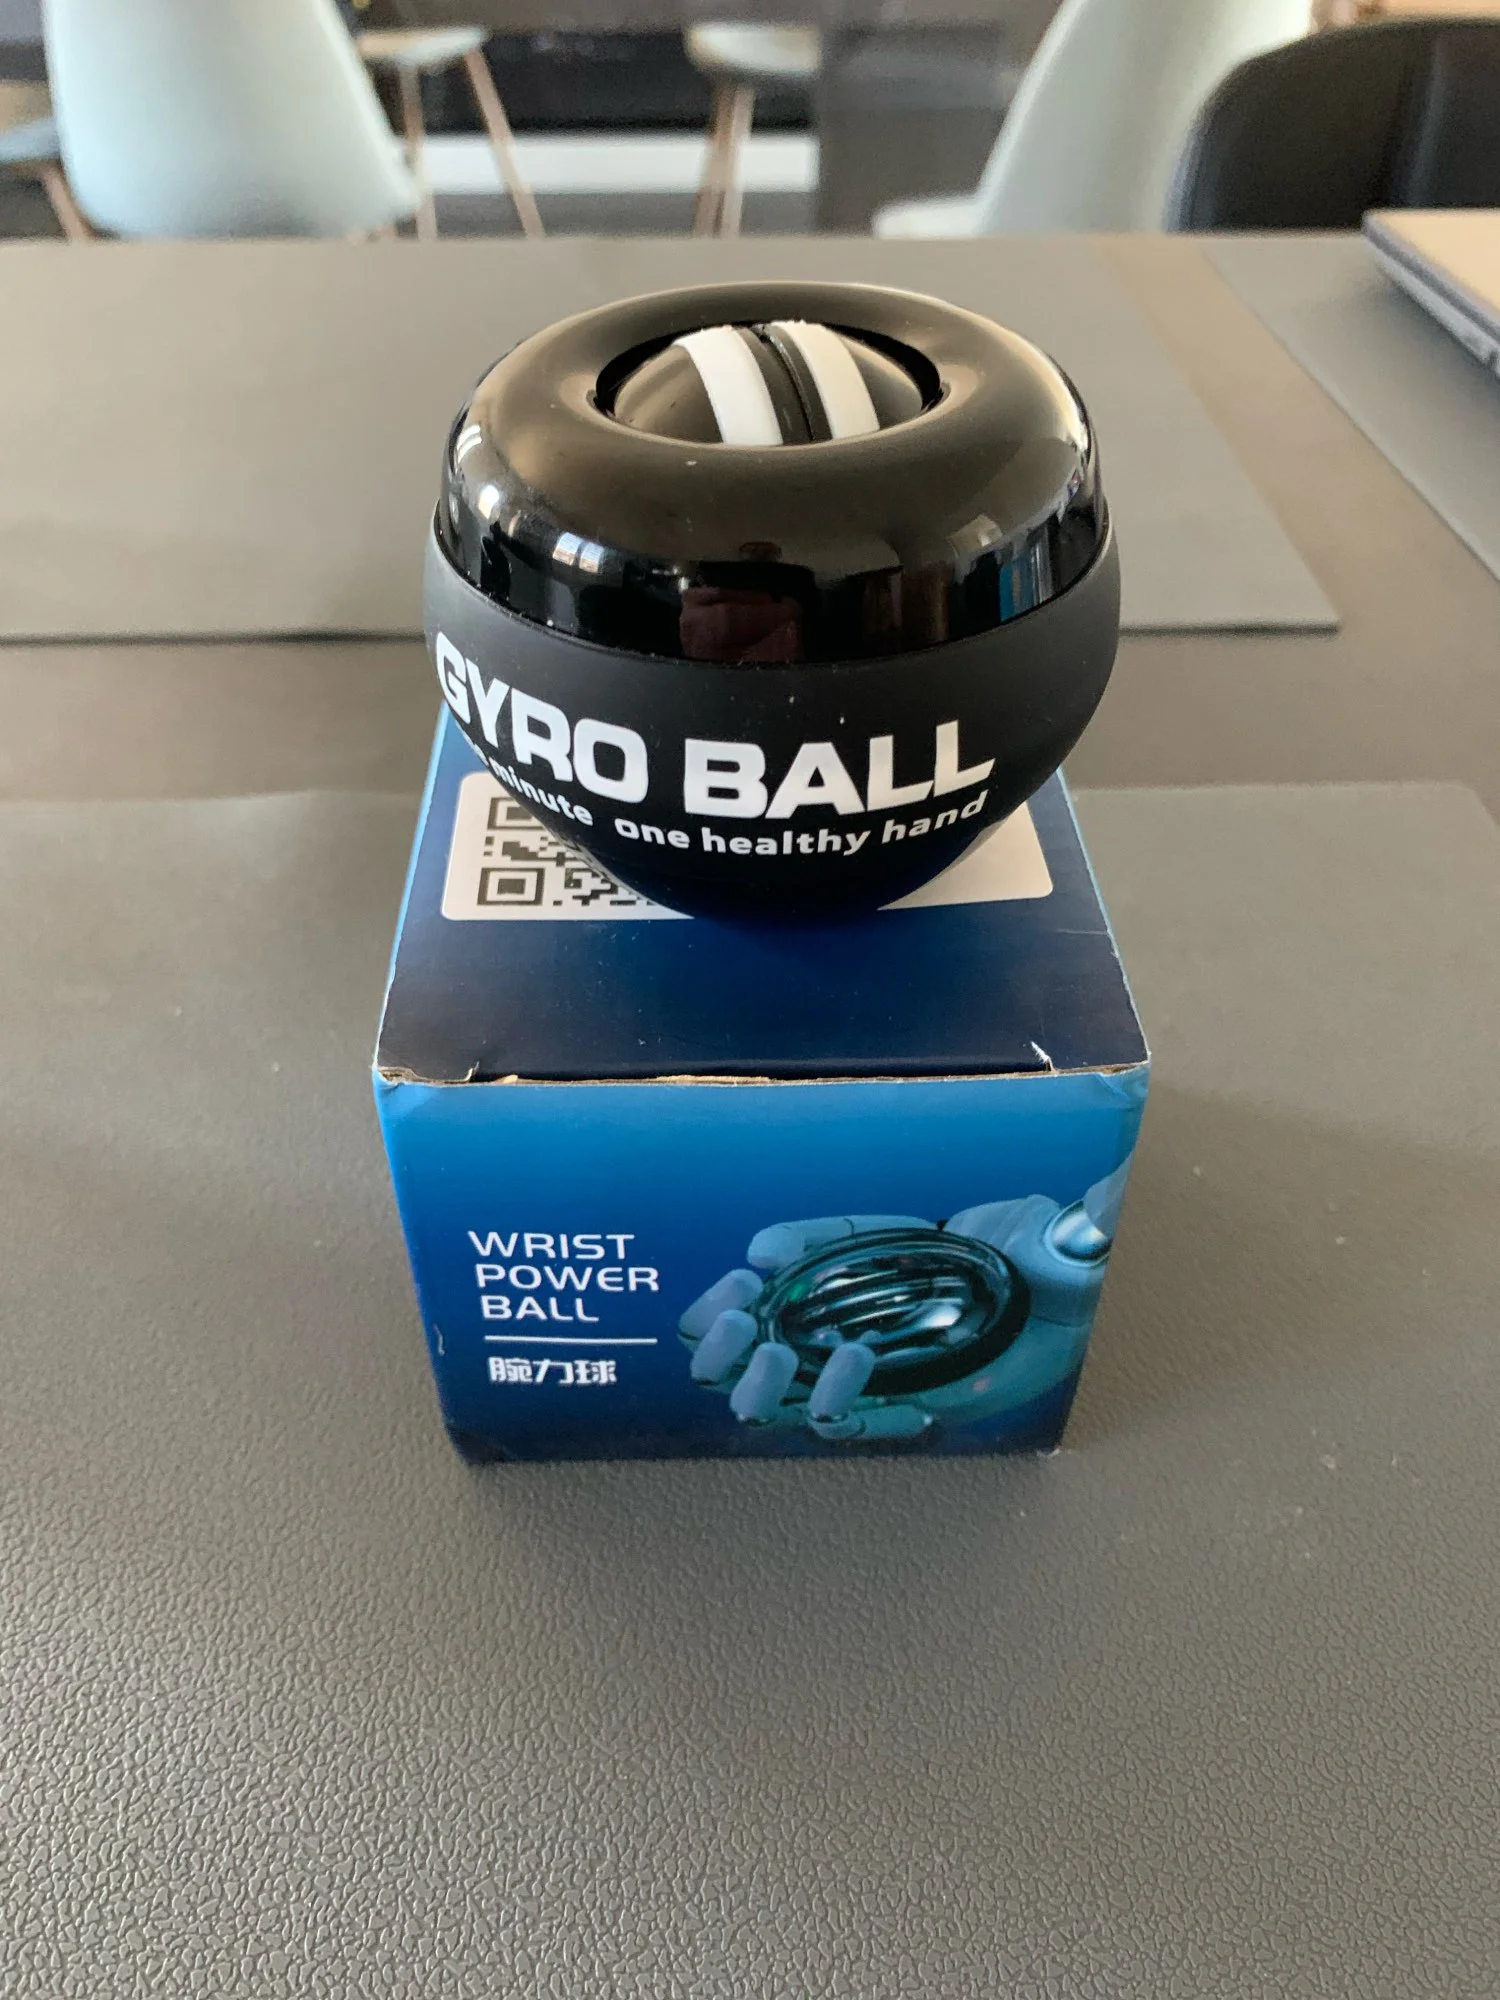 GYRO BALL
minute one healthy hand
WRIST
POWER
BALL
腕力球